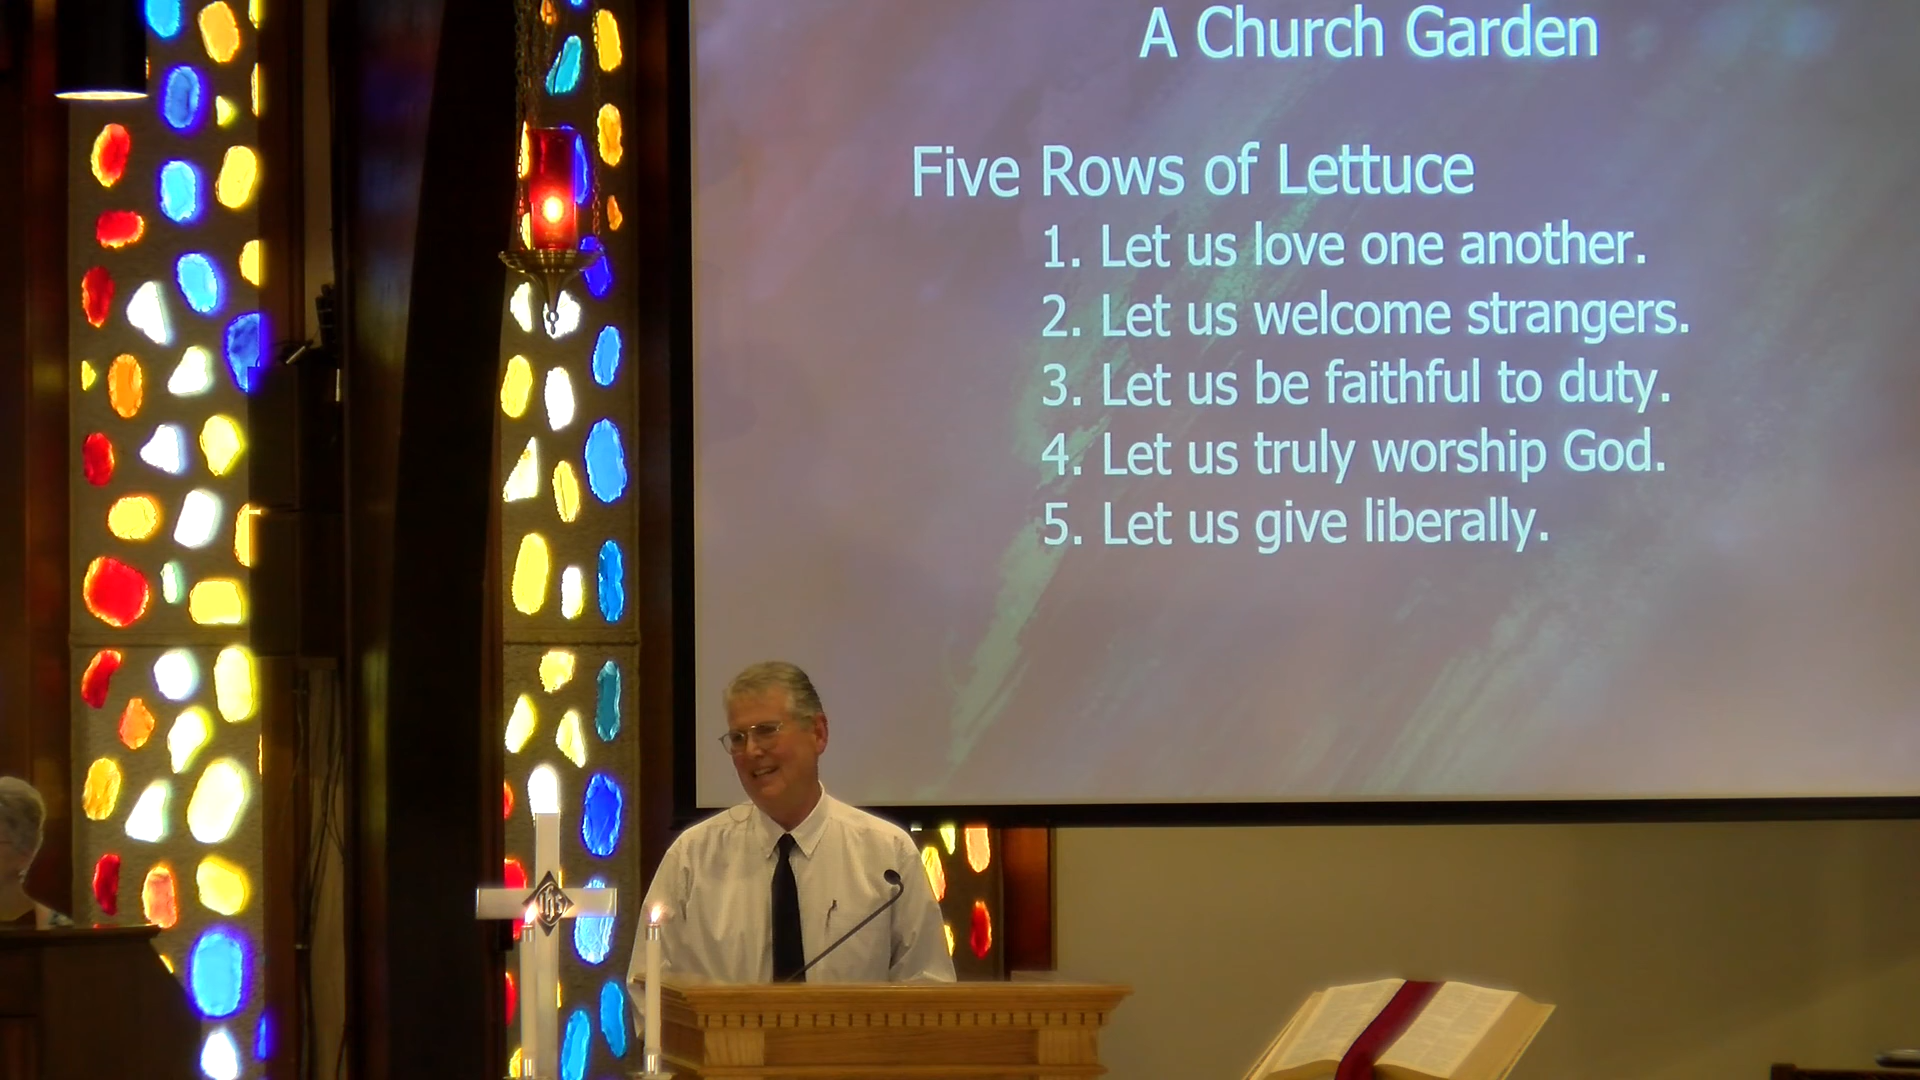 A Church Garden
Five Rows of Lettuce
1. Let us love one another.
2. Let us welcome strangers.
3. Let us be faithful to duty.
4. Let us truly worship God.
5. Let us give liberally.
IHS